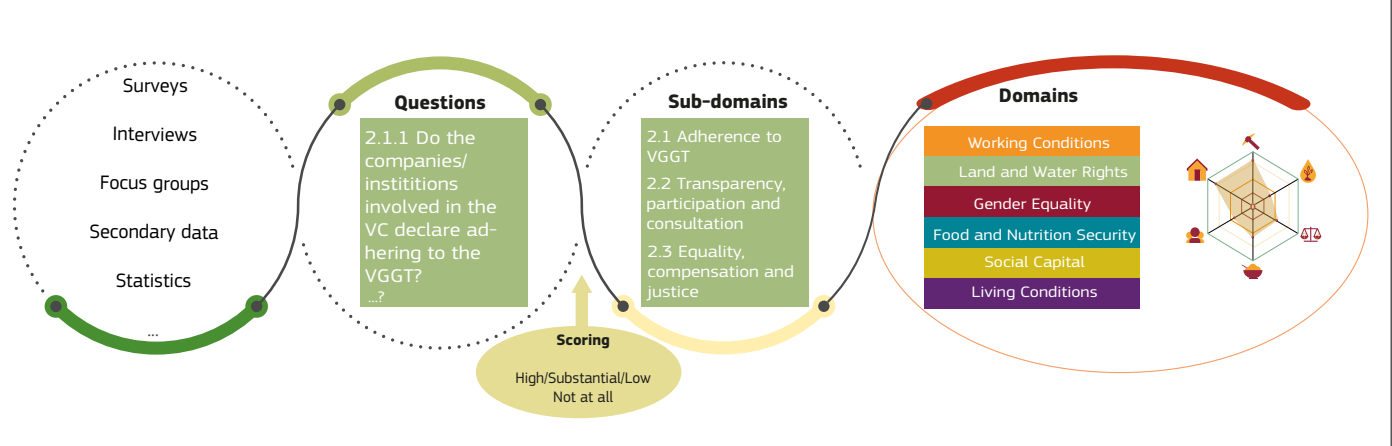 Surveys
Interviews
Focus groups
Secondary data
Statistics
...
Questions
2.1.1 Do the
companies/
instititions
involved in the
VC declare ad-
hering to the
VGGT?
...?
Scoring
High/Substantial/Low
Not at all
Sub-domains
2.1 Adherence to
VGGT
2.2 Transparency,
participation and
consultation
2.3 Equality,
compensation and
justice
Domains
Working Conditions
Land and Water Rights
Gender Equality
Food and Nutrition Security
Social Capital
Living Conditions